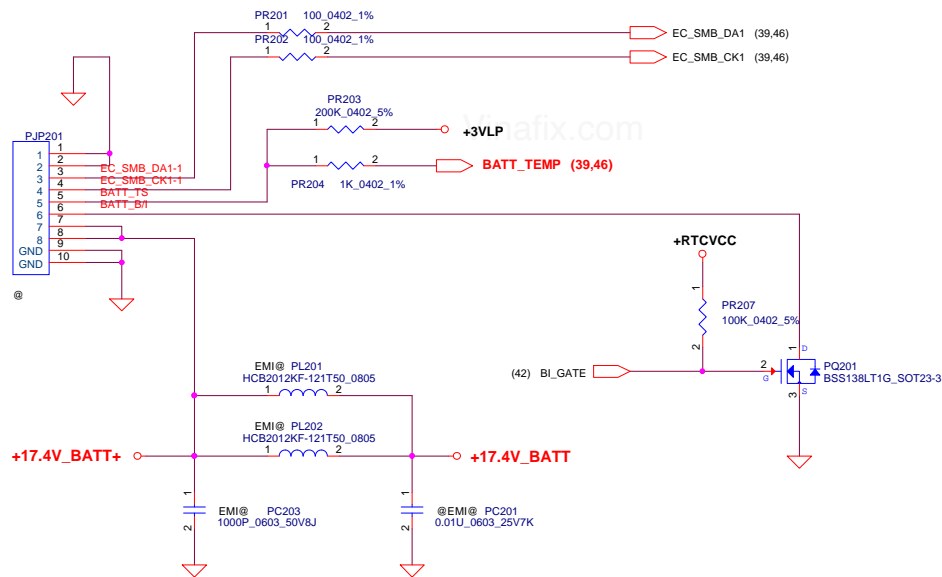 PR201 100_0402_1%
1 2
EC_SMB_DA1 (39,46)
PR202 100_0402_1%
1 2
EC_SMB_CK1 (39,46)
PR203
200K_0402_5%
1 2
+3VLP
Vinafix.com
PJP201
1 1
2 2
3 3 EC_SMB_DA1-1
4 4 EC_SMB_CK1-1
5 5 BATT_TS
6 6 BATT_B/I
7 7
8 8
GND 9
GND 10
@
1 2
BATT_TEMP (39,46)
PR204 1K_0402_1%
+RTCVCC
1
PR207
100K_0402_5%
2
(42) BI_GATE
2
G
1
D
S
3
PQ201
BSS138LT1G_SOT23-3
EMI@ PL201
HCB2012KF-121T50_0805
1 2
EMI@ PL202
HCB2012KF-121T50_0805
1 2
+17.4V_BATT+
+17.4V_BATT
1
2
EMI@ PC203
1000P_0603_50V8J
1
2
@EMI@ PC201
0.01U_0603_25V7K